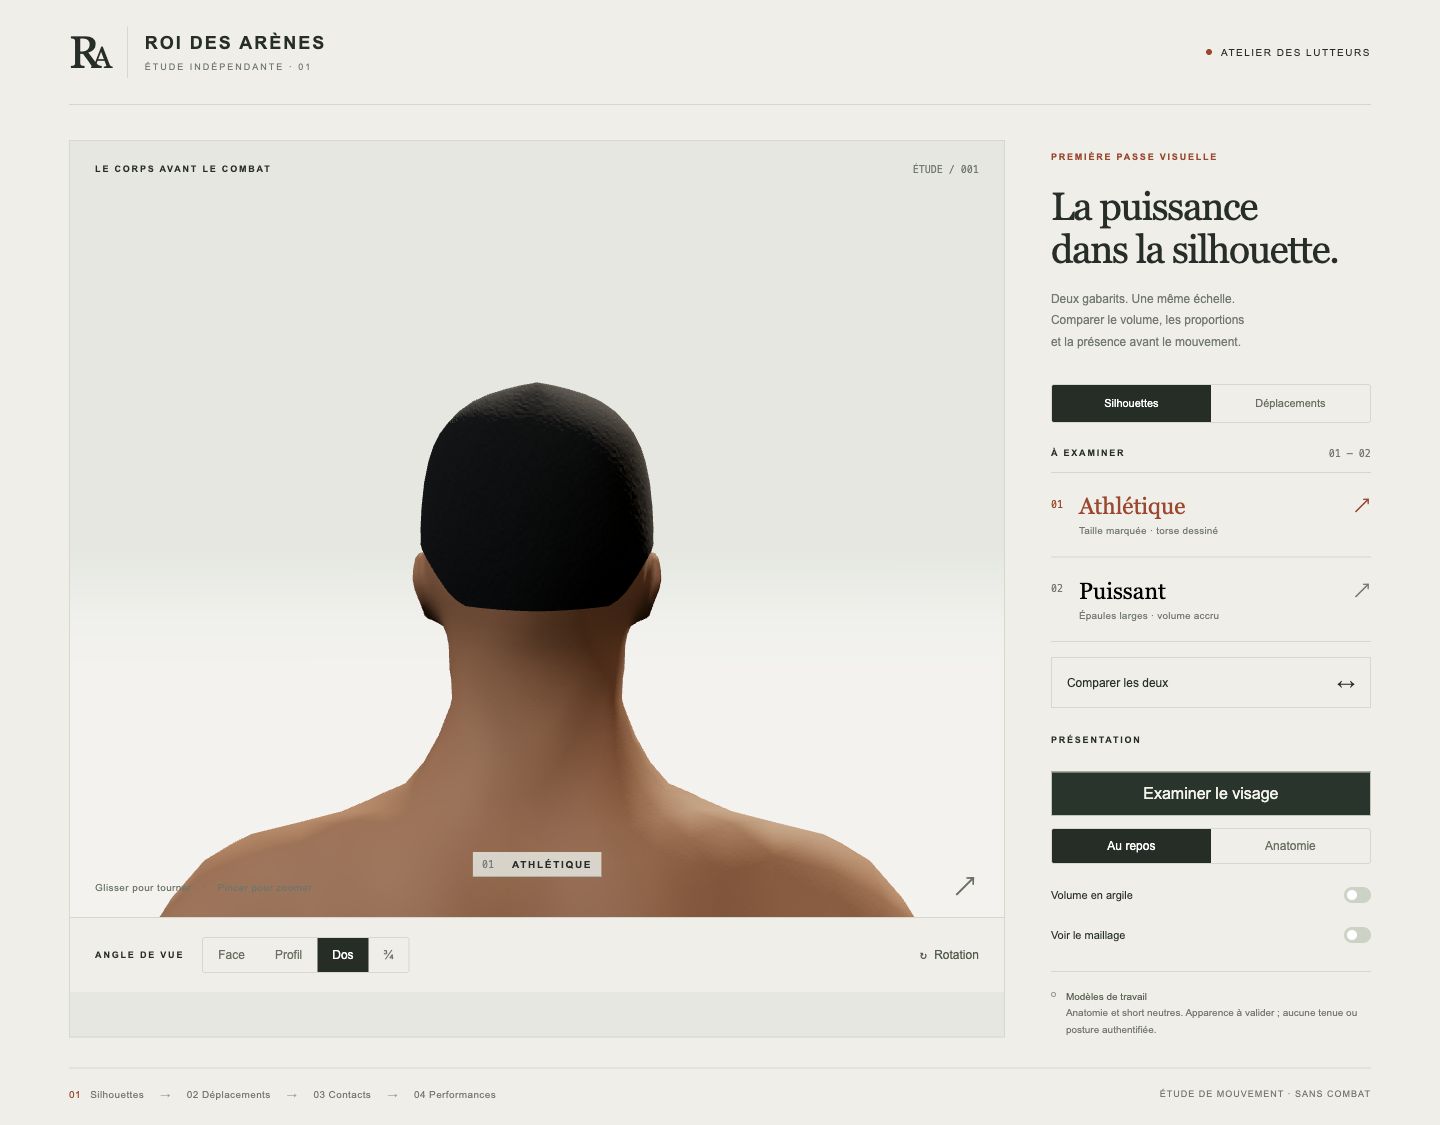 RA
ROI DES ARÈNES
ÉTUDE INDÉPENDANTE · 01
ATELIER DES LUTTEURS
LE CORPS AVANT LE COMBAT
ÉTUDE / 001
01 ATHLÉTIQUE
Glisser pour tourner · Pincer pour zoomer
ANGLE DE VUE
Face
Profil
Dos
¾
↻ Rotation
PREMIÈRE PASSE VISUELLE
La puissance
dans la silhouette.
Deux gabarits. Une même échelle.
Comparer le volume, les proportions
et la présence avant le mouvement.
Silhouettes
Déplacements
À EXAMINER
01 — 02
01 Athlétique ↗
Taille marquée · torse dessiné
02 Puissant ↗
Épaules larges · volume accru
Comparer les deux ↔
PRÉSENTATION
Examiner le visage
Au repos
Anatomie
Volume en argile
Voir le maillage
Modèles de travail
Anatomie et short neutres. Apparence à valider ; aucune tenue ou
posture authentifiée.
01 Silhouettes → 02 Déplacements → 03 Contacts → 04 Performances
ÉTUDE DE MOUVEMENT · SANS COMBAT